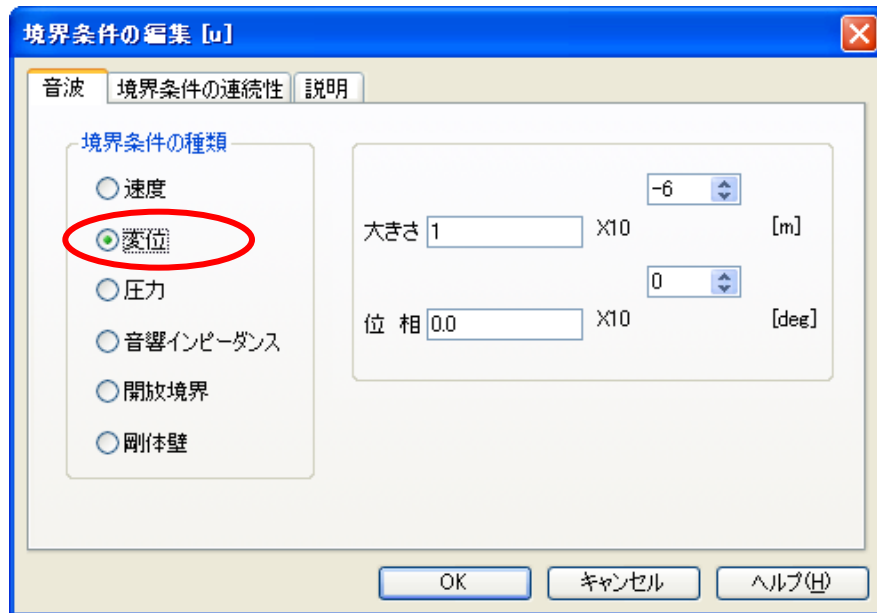 境界条件の編集 [u]
音波 境界条件の連続性 説明
境界条件の種類
速度
変位
圧力
音響インピーダンス
開放境界
剛体壁
-6
大きさ 1 X10 [m]
0
位 相 0.0 X10 [deg]
OK キャンセル ヘルプ(H)